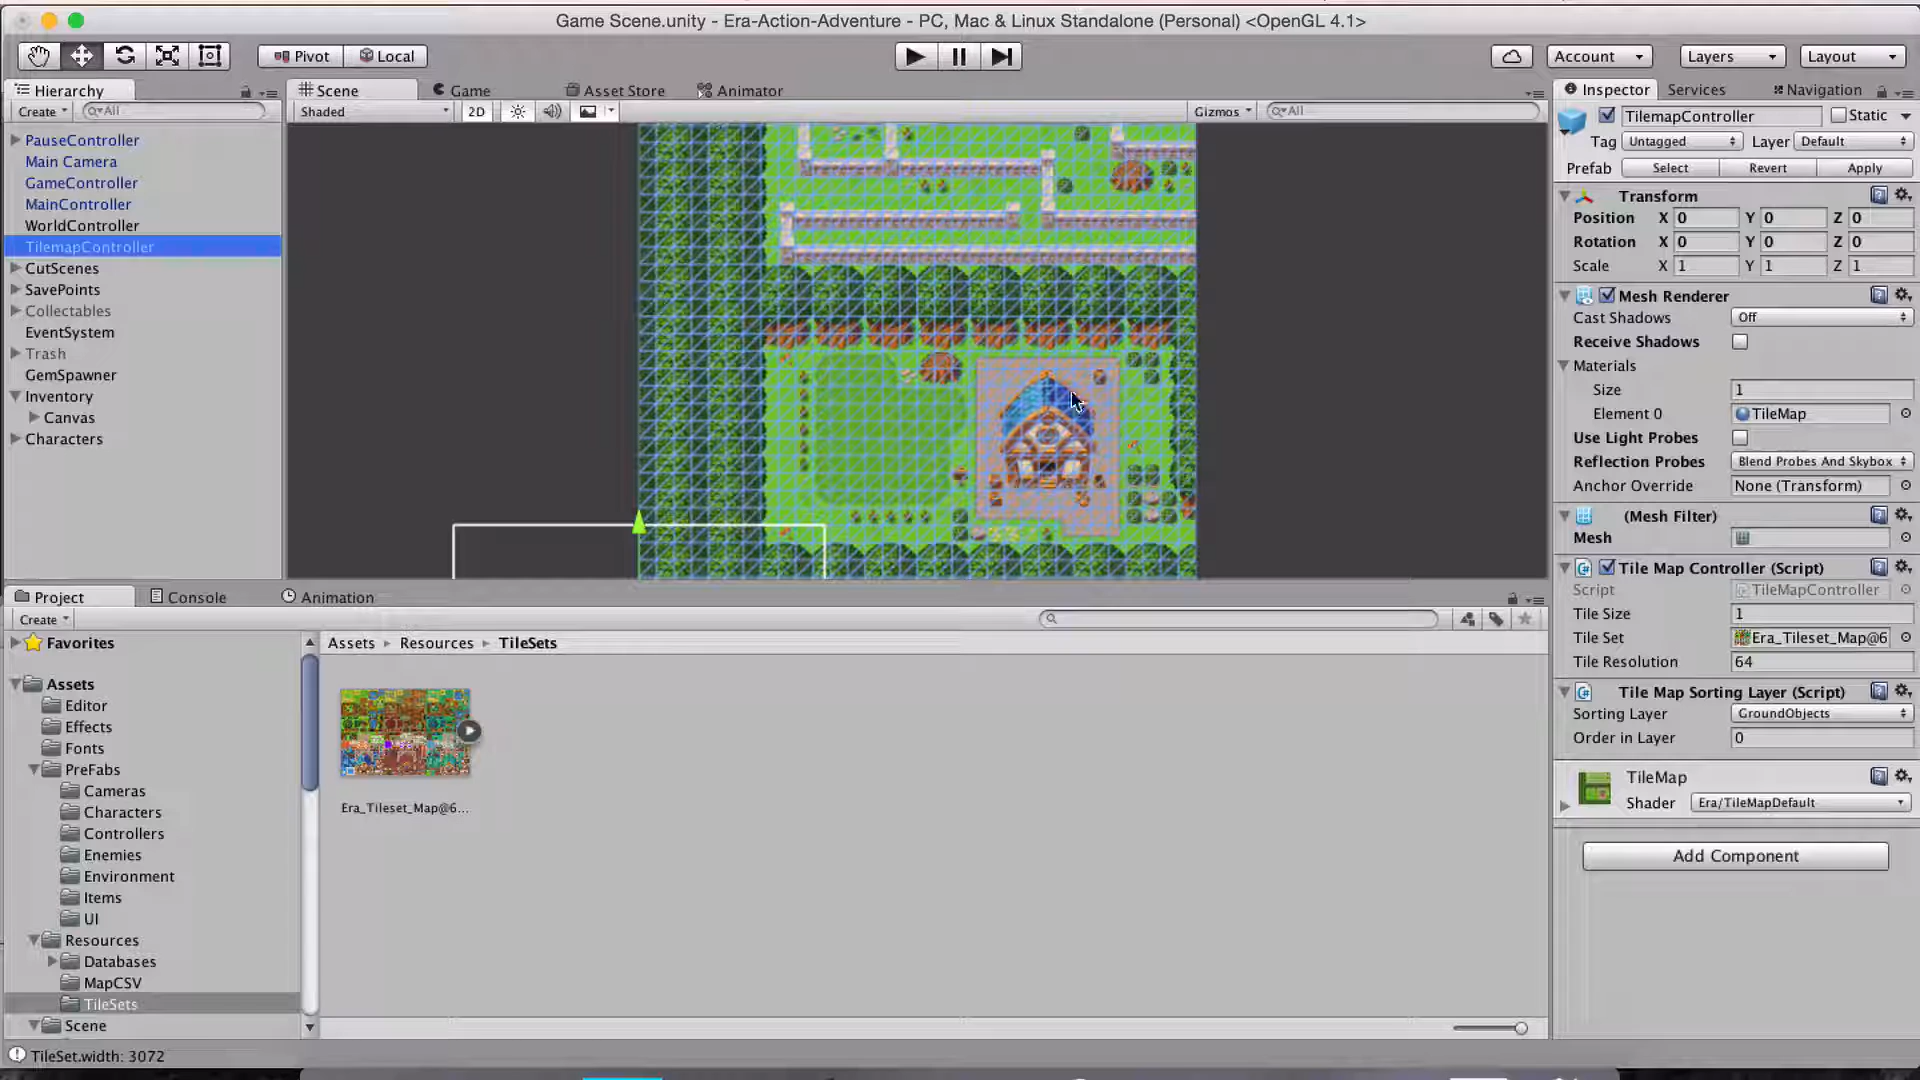 Game Scene.unity - Era-Action-Adventure - PC, Mac & Linux Standalone (Personal) <OpenGL 4.1>
Pivot Local Account Layers Layout
Hierarchy
Create All
PauseController
Main Camera
GameController
MainController
WorldController
TilemapController
CutScenes
SavePoints
Collectables
EventSystem
Trash
GemSpawner
Inventory
Canvas
Characters
Scene Game Asset Store Animator
Shaded 2D Gizmos All
Inspector Services Navigation
TilemapController Static
Tag Untagged Layer Default
Prefab Select Revert Apply
Transform
Position X 0 Y 0 Z 0
Rotation X 0 Y 0 Z 0
Scale X 1 Y 1 Z 1
Mesh Renderer
Cast Shadows Off
Receive Shadows
Materials
Size 1
Element 0 TileMap
Use Light Probes
Reflection Probes Blend Probes And Skybox
Anchor Override None (Transform)
(Mesh Filter)
Mesh
Tile Map Controller (Script)
Script TileMapController
Tile Size 1
Tile Set Era_Tileset_Map@6
Tile Resolution 64
Tile Map Sorting Layer (Script)
Sorting Layer GroundObjects
Order in Layer 0
TileMap
Shader Era/TileMapDefault
Add Component
Project Console Animation
Create
Favorites
Assets
Editor
Effects
Fonts
PreFabs
Cameras
Characters
Controllers
Enemies
Environment
Items
UI
Resources
Databases
MapCSV
TileSets
Scene
Assets Resources TileSets
Era_Tileset_Map@6...
TileSet.width: 3072